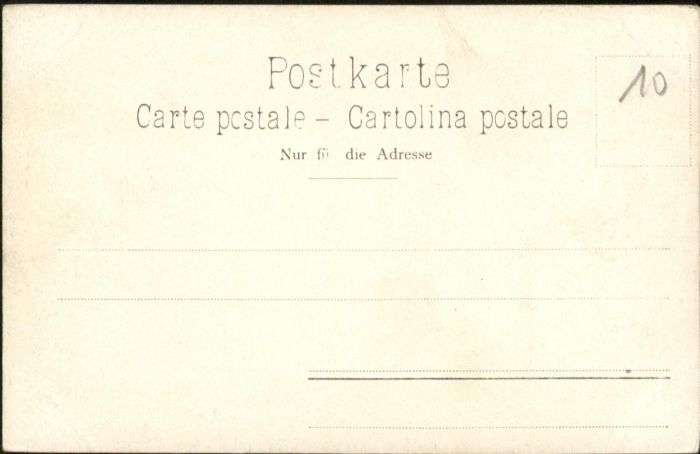 Postkarte
10
Carte postale – Cartolina postale
Nur für die Adresse